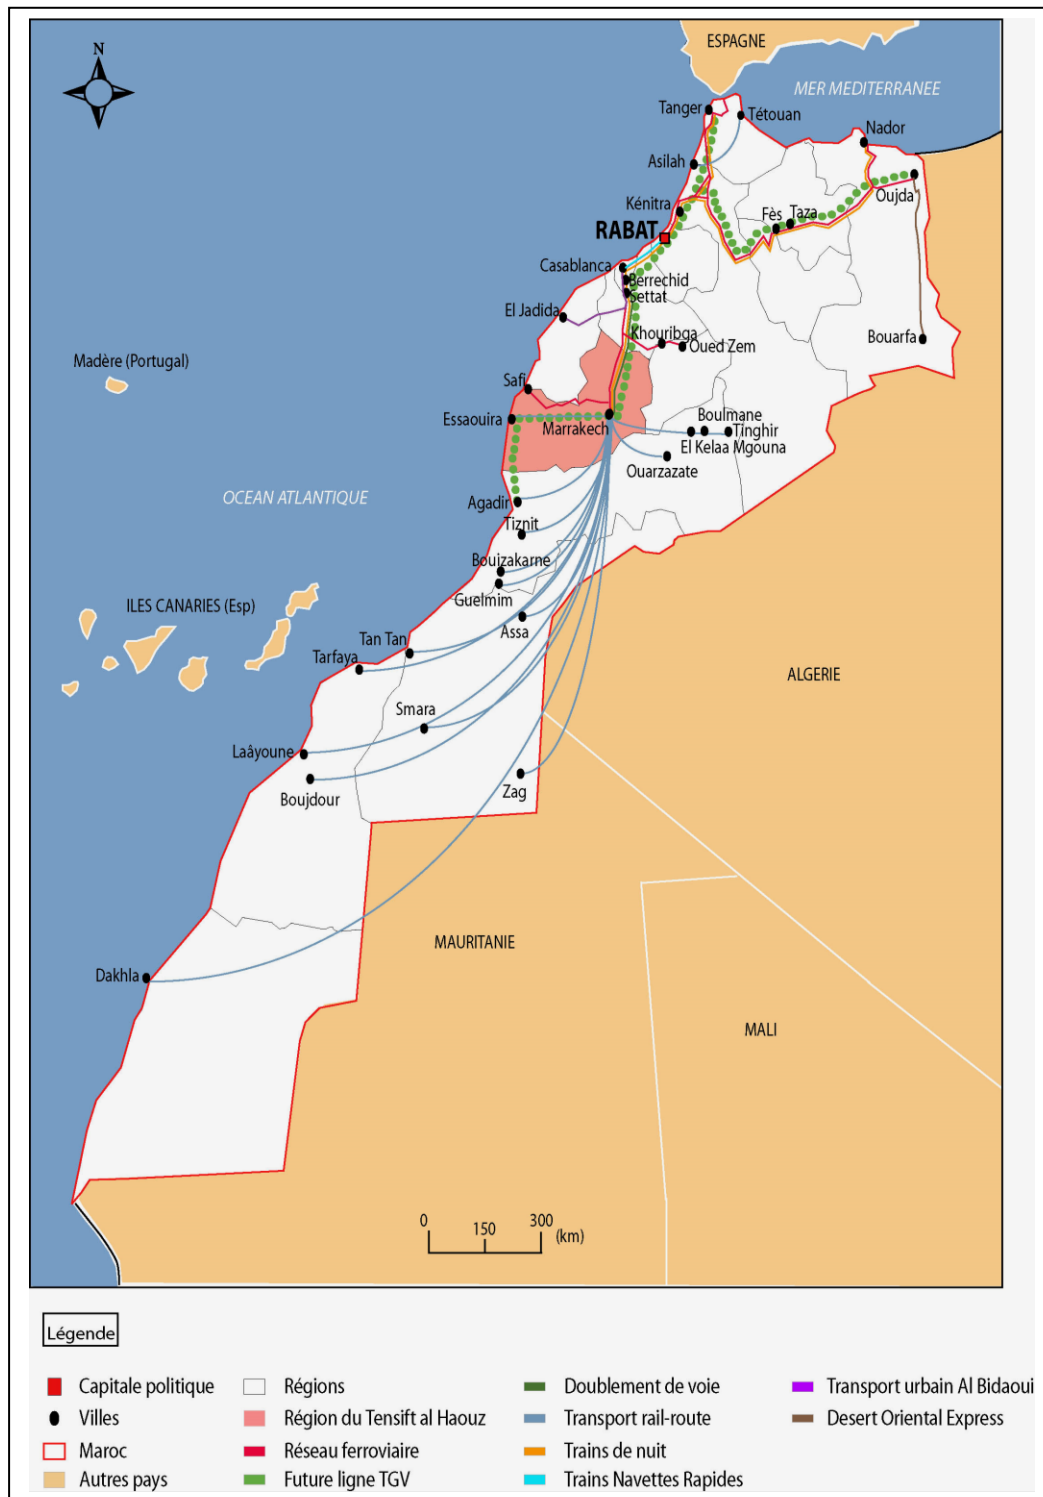 N
ESPAGNE
MER MEDITERRANEE
Tanger
Tétouan
Nador
Asilah
Oujda
Kénitra
Fès
Taza
RABAT
Casablanca
Berrechid
Settat
El Jadida
Khouribga
Oued Zem
Bouarfa
Madère (Portugal)
Safi
Essaouira
Marrakech
Boulmane
Tinghir
El Kelaa Mgouna
Ouarzazate
OCEAN ATLANTIQUE
Agadir
Tiznit
Bouizakarne
Guelmim
ILES CANARIES (Esp)
Assa
Tan Tan
Tarfaya
ALGERIE
Smara
Laâyoune
Boujdour
Zag
MAURITANIE
Dakhla
MALI
0 150 300 (km)
Légende
Capitale politique
Villes
Maroc
Autres pays
Régions
Région du Tensift al Haouz
Réseau ferroviaire
Future ligne TGV
Doublement de voie
Transport rail-route
Trains de nuit
Trains Navettes Rapides
Transport urbain Al Bidaoui
Desert Oriental Express